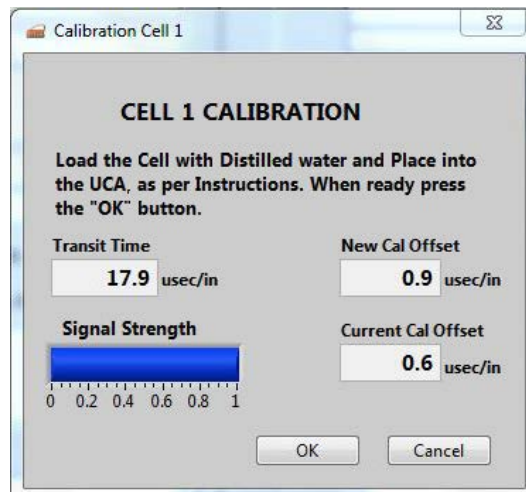 Calibration Cell 1
CELL 1 CALIBRATION
Load the Cell with Distilled water and Place into
the UCA, as per Instructions. When ready press
the "OK" button.
Transit Time
17.9 usec/in
New Cal Offset
0.9 usec/in
Signal Strength
0 0.2 0.4 0.6 0.8 1
Current Cal Offset
0.6 usec/in
OK
Cancel